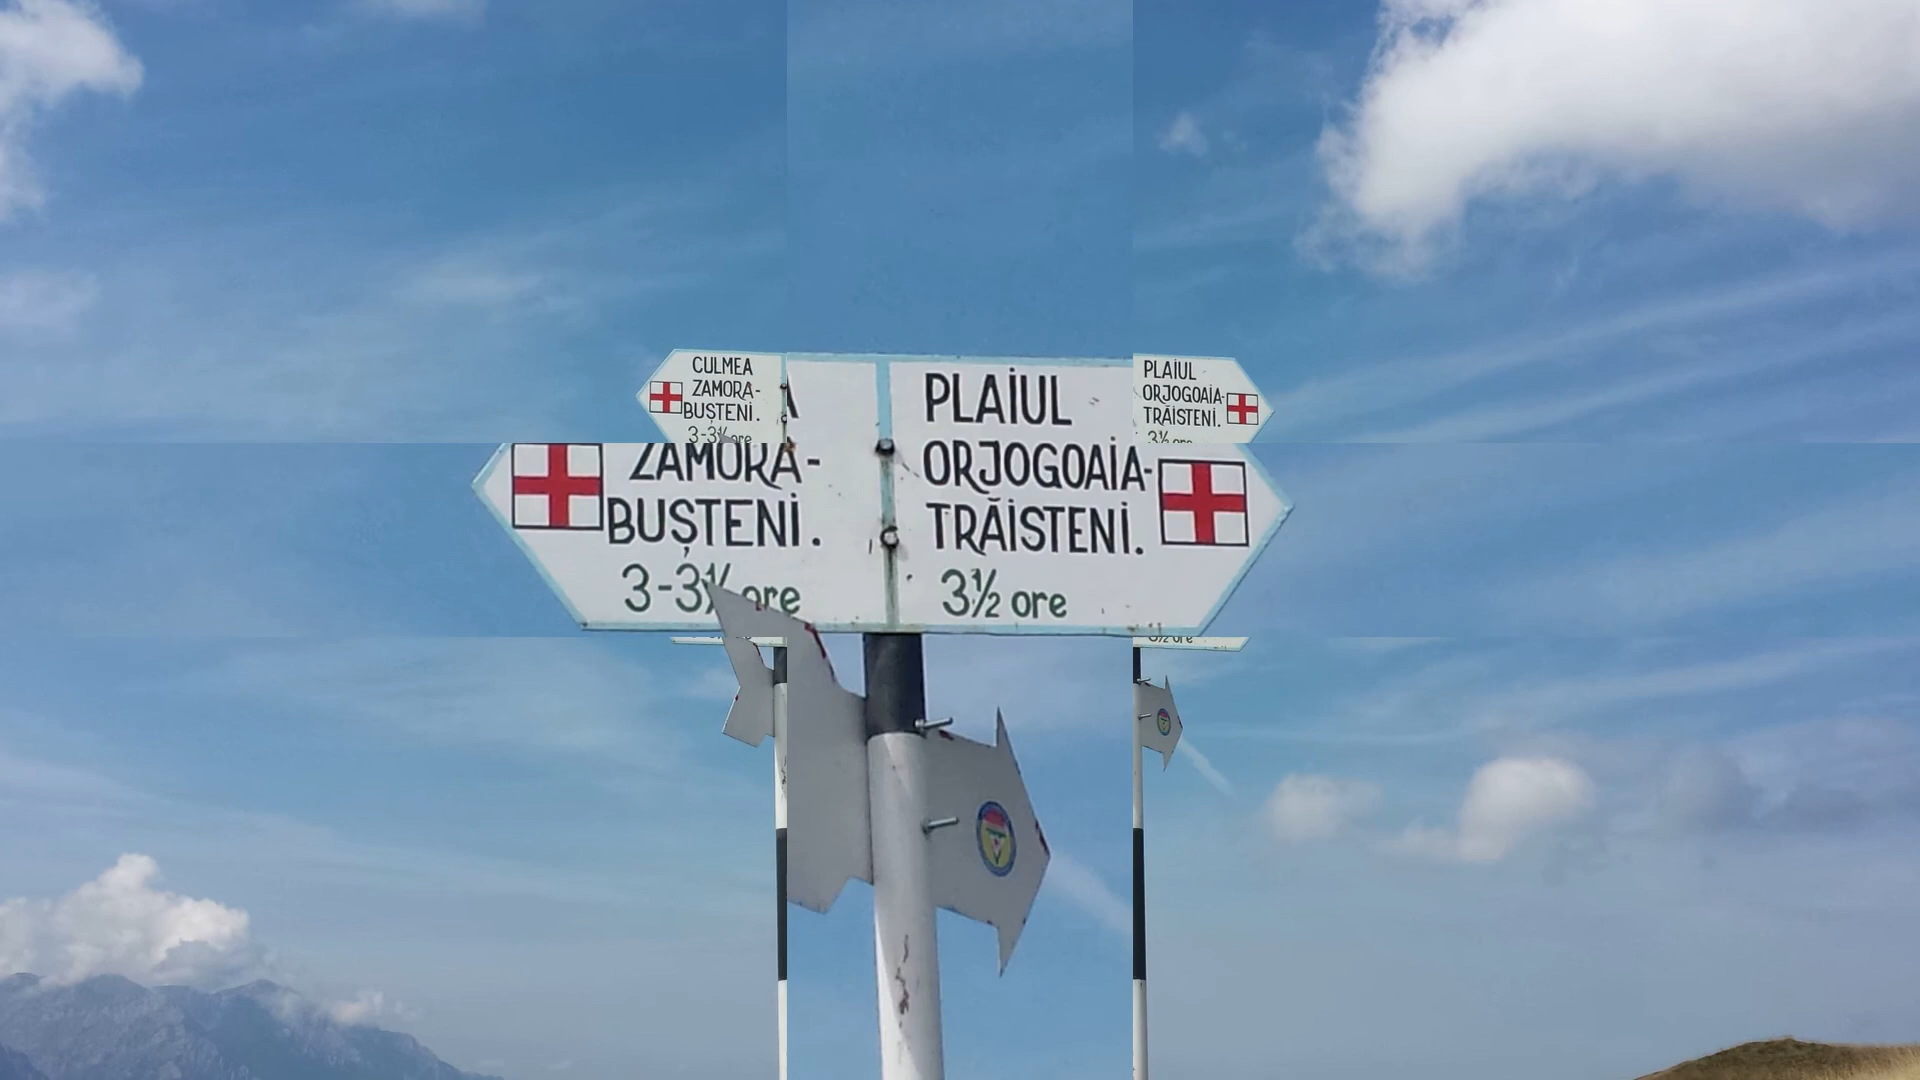 CULMEA
ZAMORA-
BUȘTENI.
3-3½ ore
PLAIUL
ORJOGOAIA-
TRĂISTENI.
3½ ore
ZAMORA-
BUȘTENI.
3-3½ ore
PLAIUL
ORJOGOAIA-
TRĂISTENI.
3½ ore